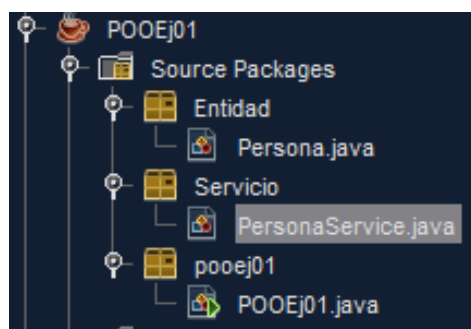 POOEj01
Source Packages
Entidad
Persona.java
Servicio
PersonaService.java
pooej01
POOEj01.java